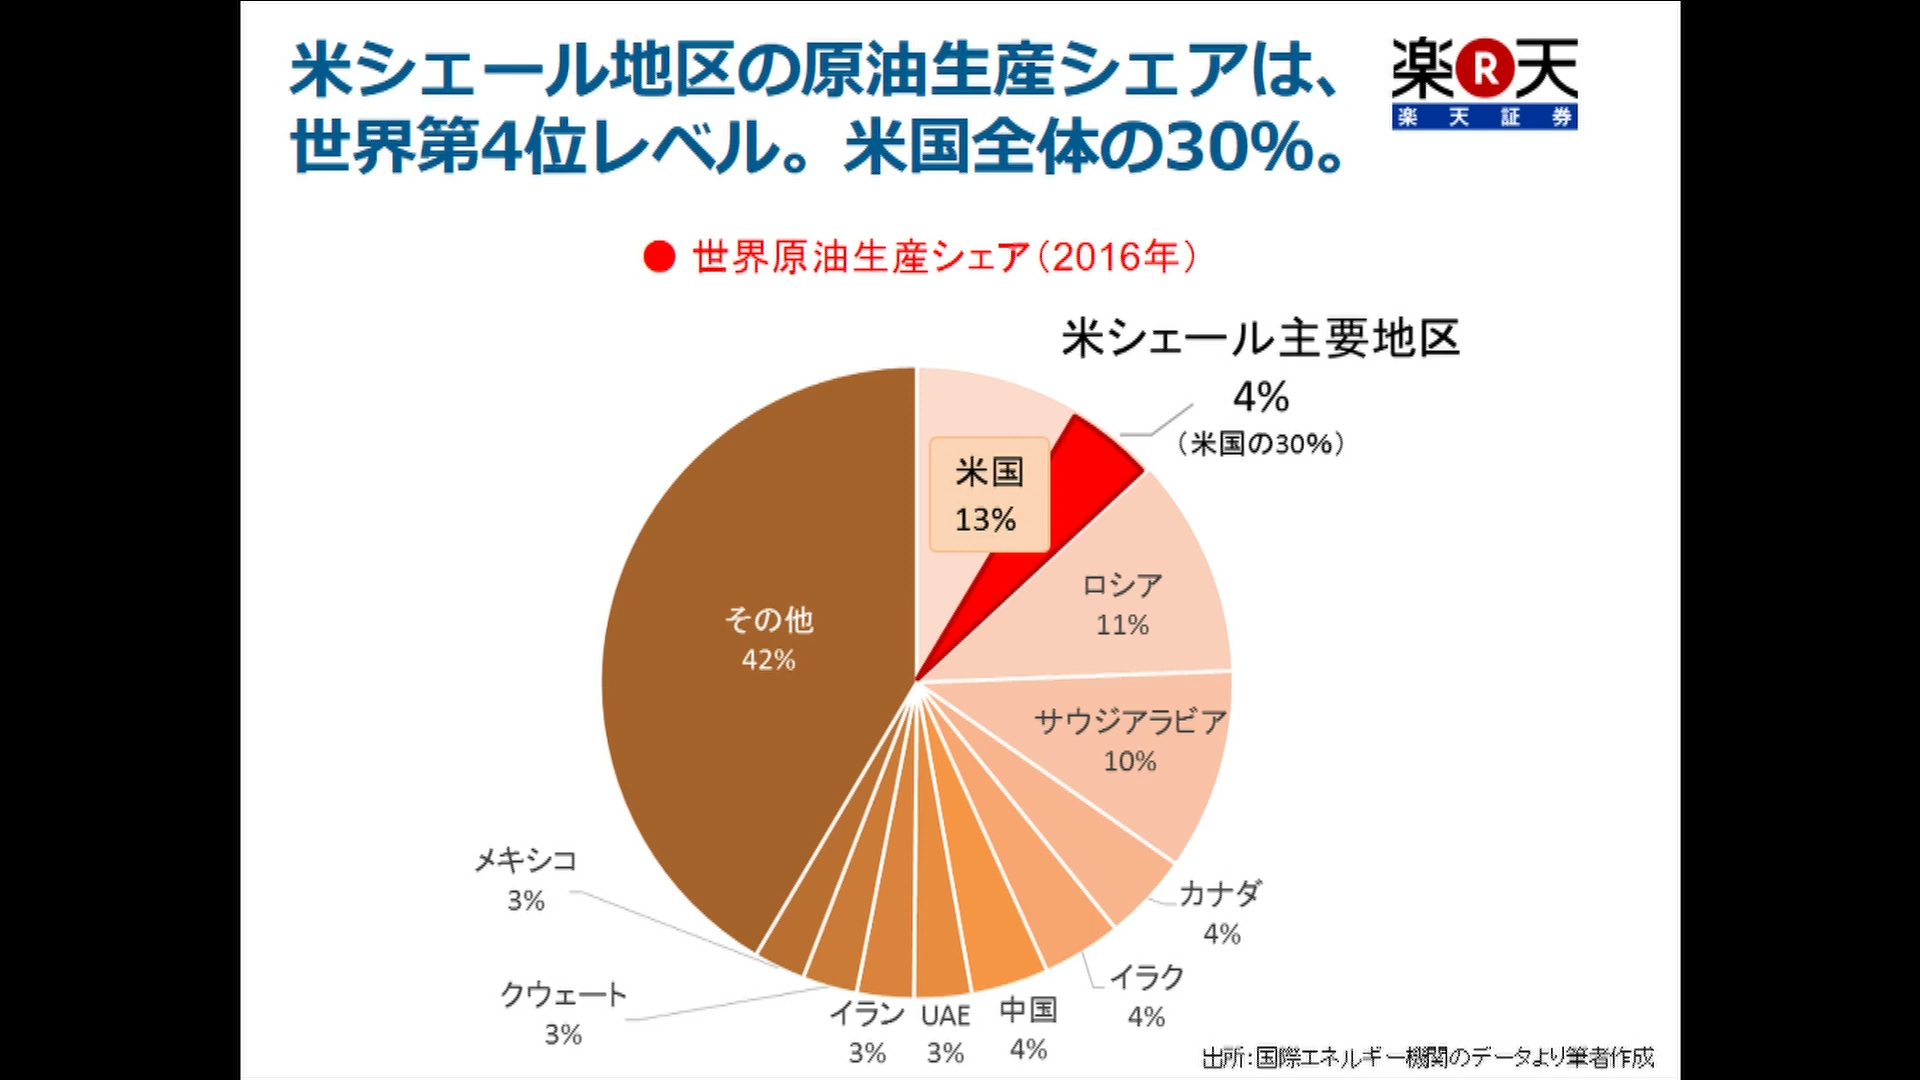 米シェール地区の原油生産シェアは、
世界第4位レベル。米国全体の30%。
楽R天
楽天証券
● 世界原油生産シェア(2016年)
米シェール主要地区
4%
(米国の30%)
米国
13%
ロシア
11%
サウジアラビア
10%
カナダ
4%
イラク
4%
中国
4%
UAE
3%
イラン
3%
クウェート
3%
メキシコ
3%
その他
42%
出所:国際エネルギー機関のデータより筆者作成